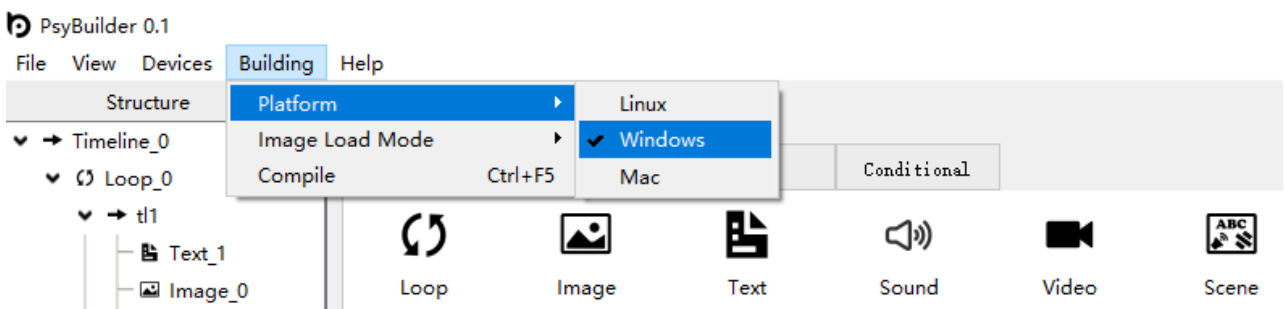 PsyBuilder 0.1
File View Devices Building Help
Structure
Platform
Linux
Timeline_0
Image Load Mode
Windows
Conditional
Loop_0
Compile Ctrl+F5
Mac
tl1
Text_1
ABC
Image_0
Loop Image Text Sound Video Scene